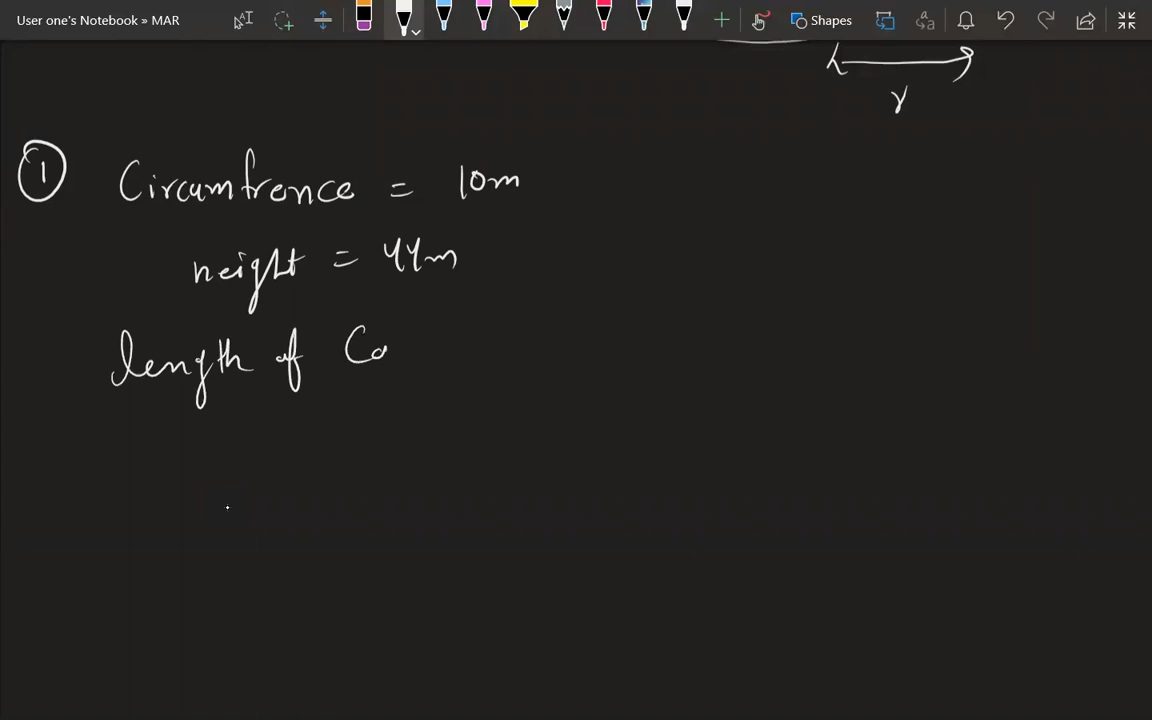 User one's Notebook » MAR
Shapes
r
1 Circumfrence = 10m
height = 44m
length of Co